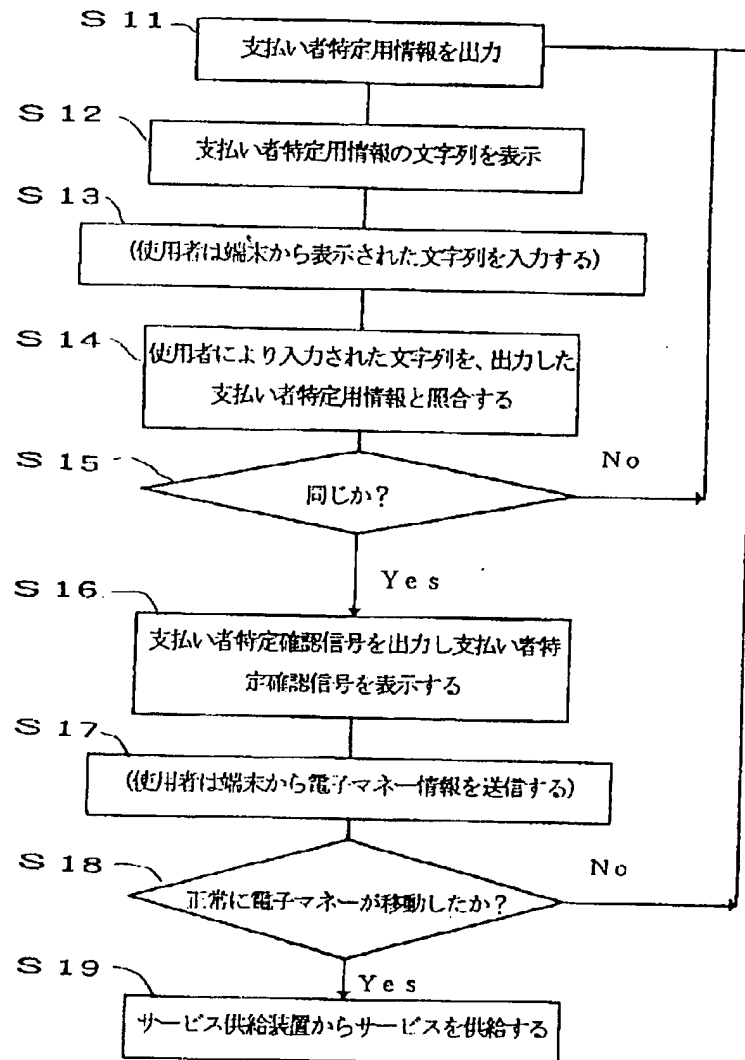 S 11
支払い者特定用情報を出力
S 12
支払い者特定用情報の文字列を表示
S 13
(使用者は端末から表示された文字列を入力する)
S 14
使用者により入力された文字列を、出力した
支払い者特定用情報と照合する
S 15
同じか？
No
Yes
S 16
支払い者特定確認信号を出力し支払い者特
定確認信号を表示する
S 17
(使用者は端末から電子マネー情報を送信する)
S 18
正常に電子マネーが移動したか？
No
Yes
S 19
サービス供給装置からサービスを供給する